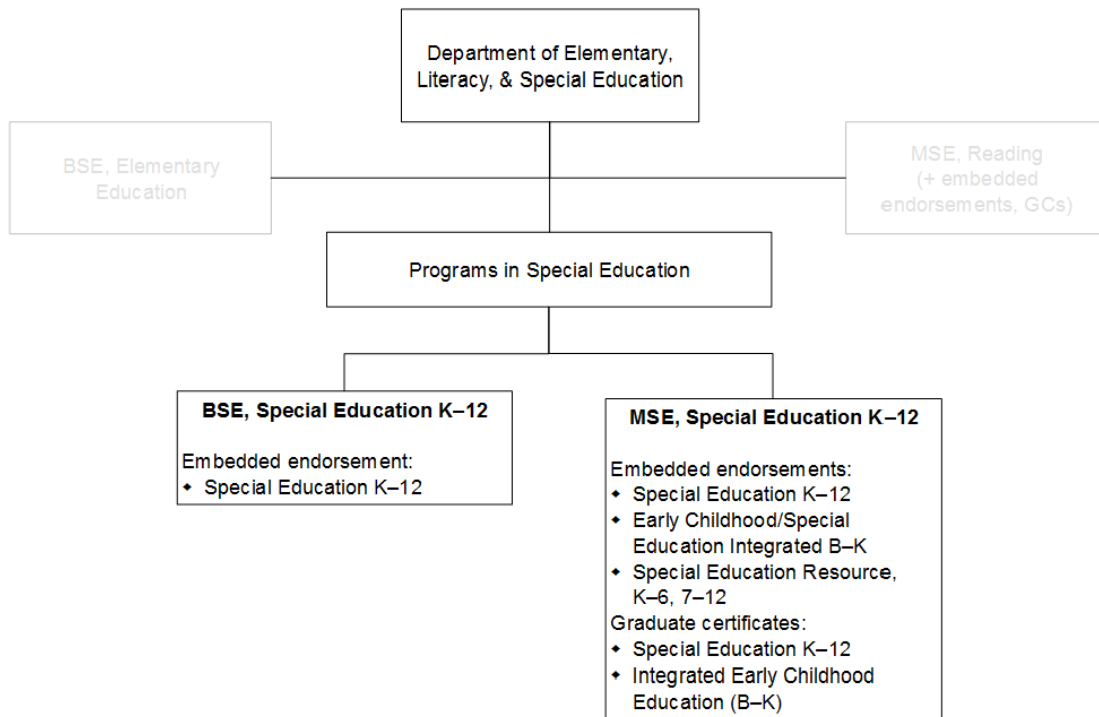 Department of Elementary,
Literacy, & Special Education
BSE, Elementary
Education
MSE, Reading
(+ embedded
endorsements, GCs)
Programs in Special Education
BSE, Special Education K–12
Embedded endorsement:
◆ Special Education K–12
MSE, Special Education K–12
Embedded endorsements:
◆ Special Education K–12
◆ Early Childhood/Special
Education Integrated B–K
◆ Special Education Resource,
K–6, 7–12
Graduate certificates:
◆ Special Education K–12
◆ Integrated Early Childhood
Education (B–K)